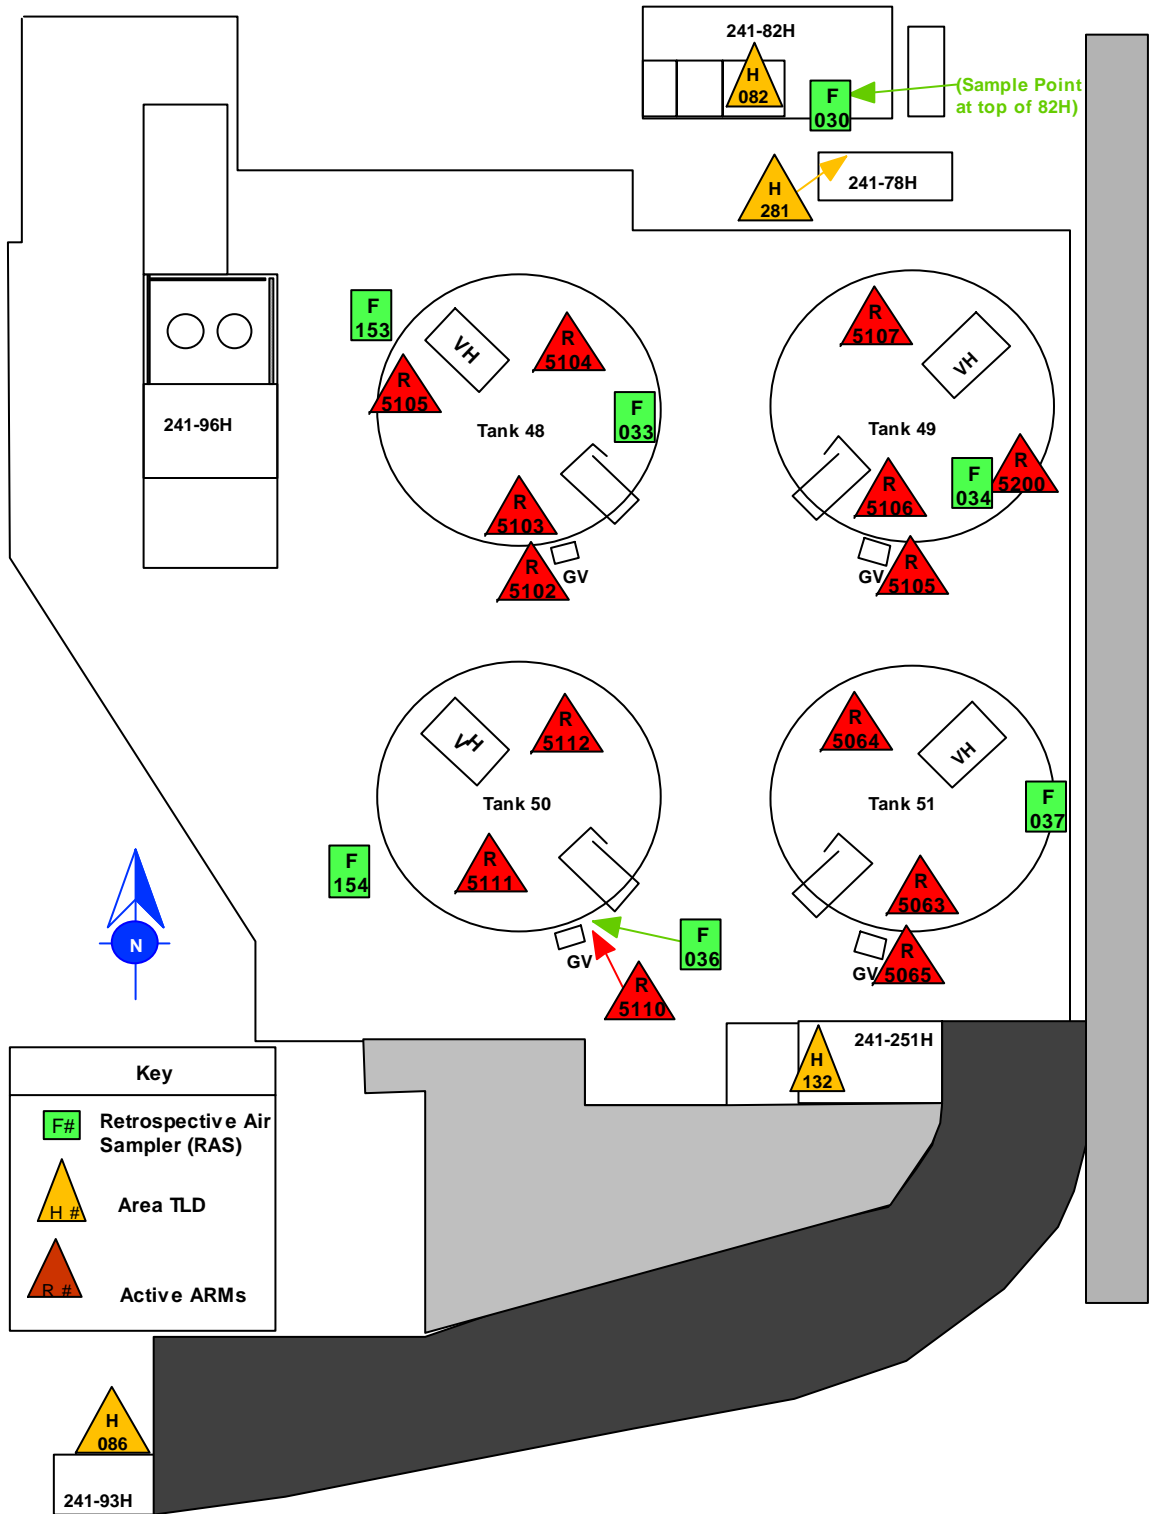 241-82H
H
082
F
030
(Sample Point
at top of 82H)
H
281
241-78H
F
153
VH
R
5104
R
5105
F
033
Tank 48
R
5103
R
5102
GV
R
5107
VH
Tank 49
R
5106
F
034
R
5200
GV
R
5105
241-96H
VH
R
5112
Tank 50
R
5111
F
154
GV
F
036
R
5110
R
5064
VH
Tank 51
F
037
R
5063
GV
R
5065
N
241-251H
H
132
Key
F#
Retrospective Air
Sampler (RAS)
H #
Area TLD
R #
Active ARMs
H
086
241-93H